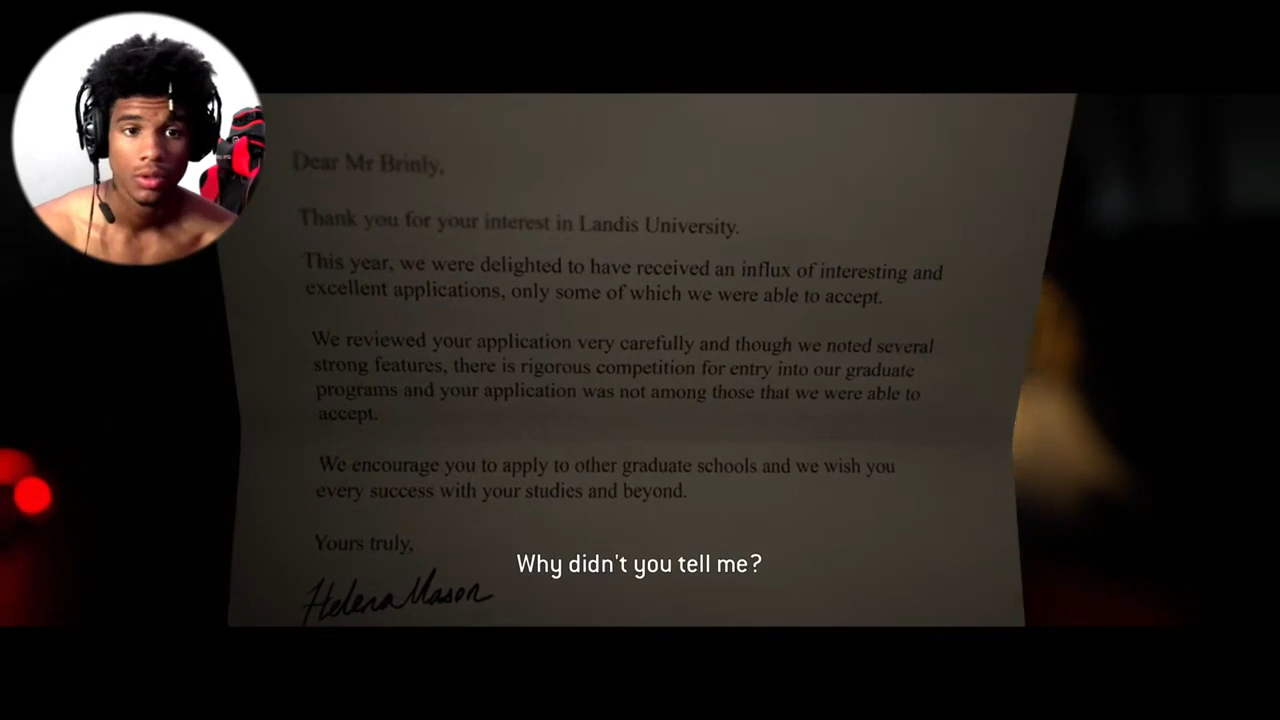 Dear Mr Brinly,
Thank you for your interest in Landis University.
This year, we were delighted to have received an influx of interesting and
excellent applications, only some of which we were able to accept.
We reviewed your application very carefully and though we noted several
strong features, there is rigorous competition for entry into our graduate
programs and your application was not among those that we were able to
accept.
We encourage you to apply to other graduate schools and we wish you
every success with your studies and beyond.
Yours truly,
Why didn't you tell me?
Helena Mason